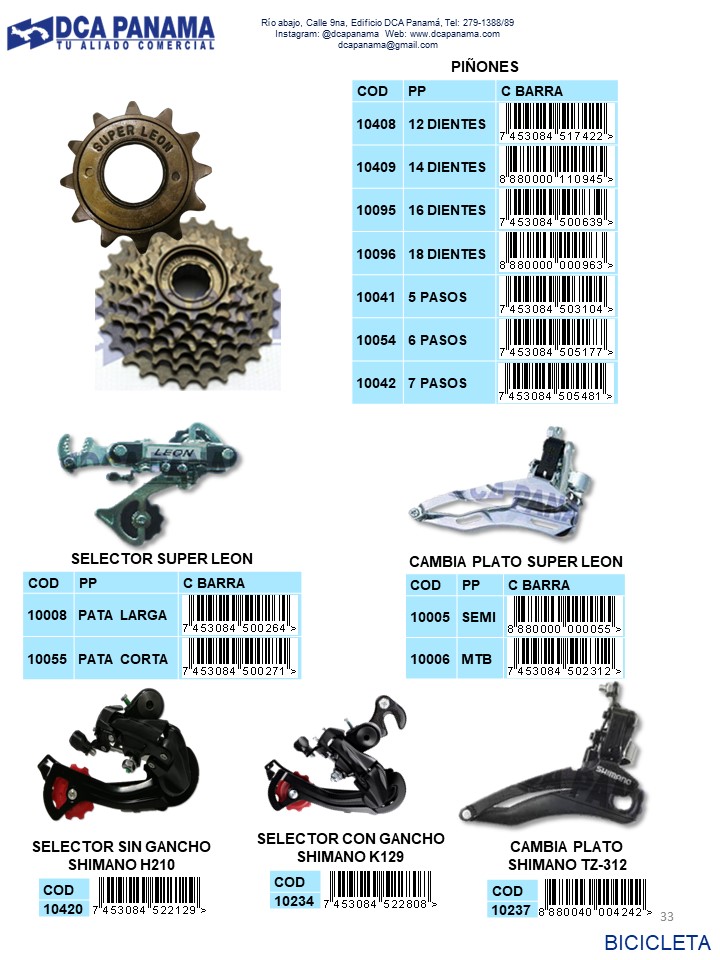 DCA PANAMA
TU ALIADO COMERCIAL
Río abajo, Calle 9na, Edificio DCA Panamá, Tel: 279-1388/89
Instagram: @dcapanama Web: www.dcapanama.com
dcapanama@gmail.com
PIÑONES
COD PP C BARRA
10408 12 DIENTES 7 453084 517422 >
10409 14 DIENTES 8 880000 110945 >
10095 16 DIENTES 7 453084 500639 >
10096 18 DIENTES 8 880000 000963 >
10041 5 PASOS 7 453084 503104 >
10054 6 PASOS 7 453084 505177 >
10042 7 PASOS 7 453084 505481 >
SUPER LEON
LEON
DCA PANAMA
SELECTOR SUPER LEON
COD PP C BARRA
10008 PATA LARGA 7 453084 500264 >
10055 PATA CORTA 7 453084 500271 >
CAMBIA PLATO SUPER LEON
COD PP C BARRA
10005 SEMI 8 880000 000055 >
10006 MTB 7 453084 502312 >
SHIMANO
SELECTOR SIN GANCHO
SHIMANO H210
COD
10420 7 453084 522129 >
SELECTOR CON GANCHO
SHIMANO K129
COD
10234 7 453084 522808 >
CAMBIA PLATO
SHIMANO TZ-312
COD
10237 8 880040 004242 >
33
BICICLETA